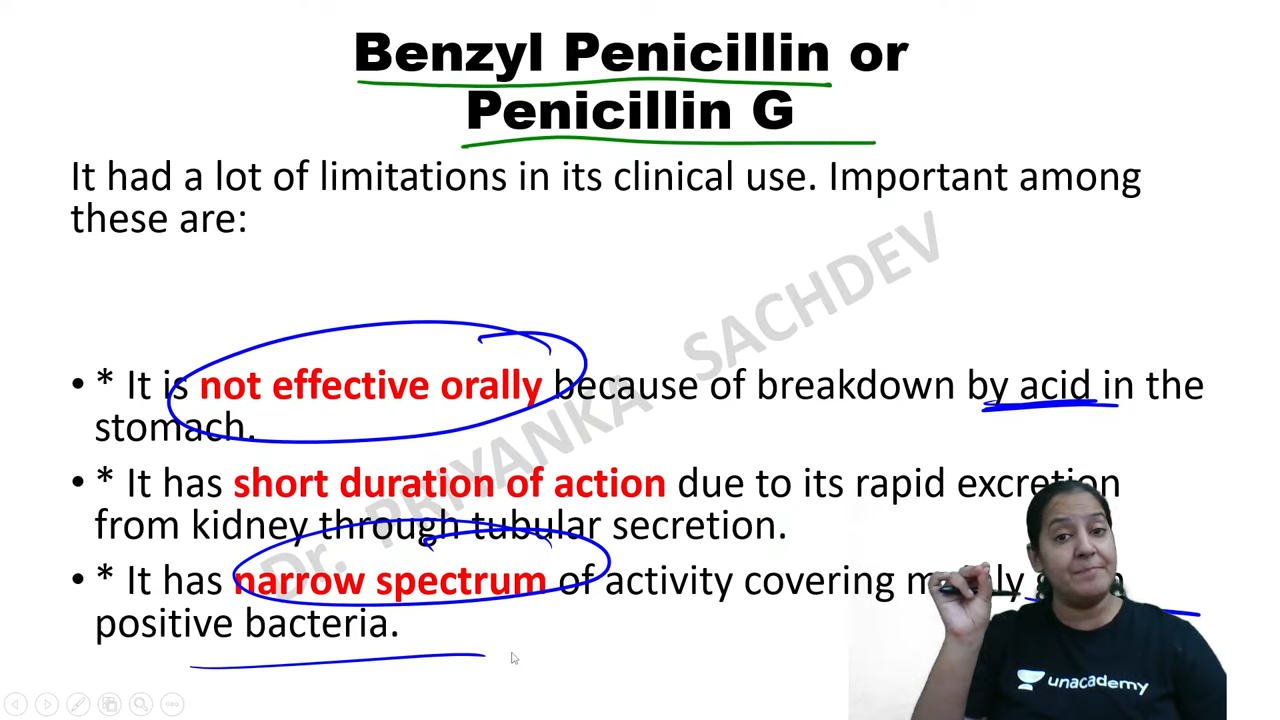 Benzyl Penicillin or
Penicillin G
It had a lot of limitations in its clinical use. Important among
these are:
• * It is not effective orally because of breakdown by acid in the
stomach.
• * It has short duration of action due to its rapid excretion
from kidney through tubular secretion.
• * It has narrow spectrum of activity covering
positive bacteria.
Dr. PRIYANKA SACHDEV
unacademy